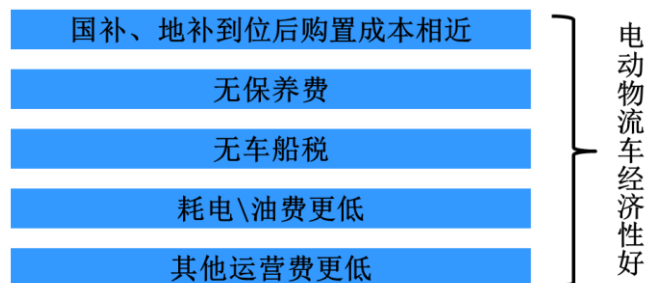 国补、地补到位后购置成本相近
无保养费
无车船税
耗电\油费更低
其他运营费更低
电动物流车经济性好